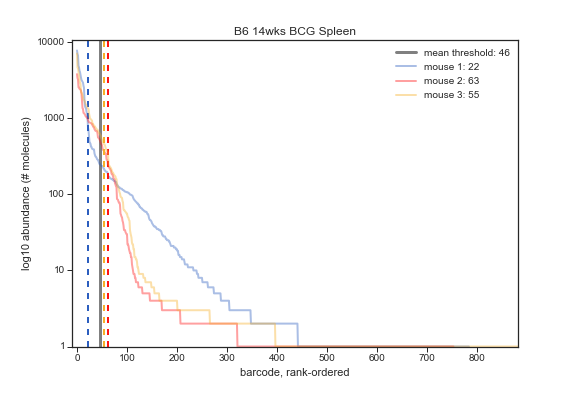 B6 14wks BCG Spleen
mean threshold: 46
mouse 1: 22
mouse 2: 63
mouse 3: 55
10000
1000
100
10
1
log10 abundance (# molecules)
0 100 200 300 400 500 600 700 800
barcode, rank-ordered